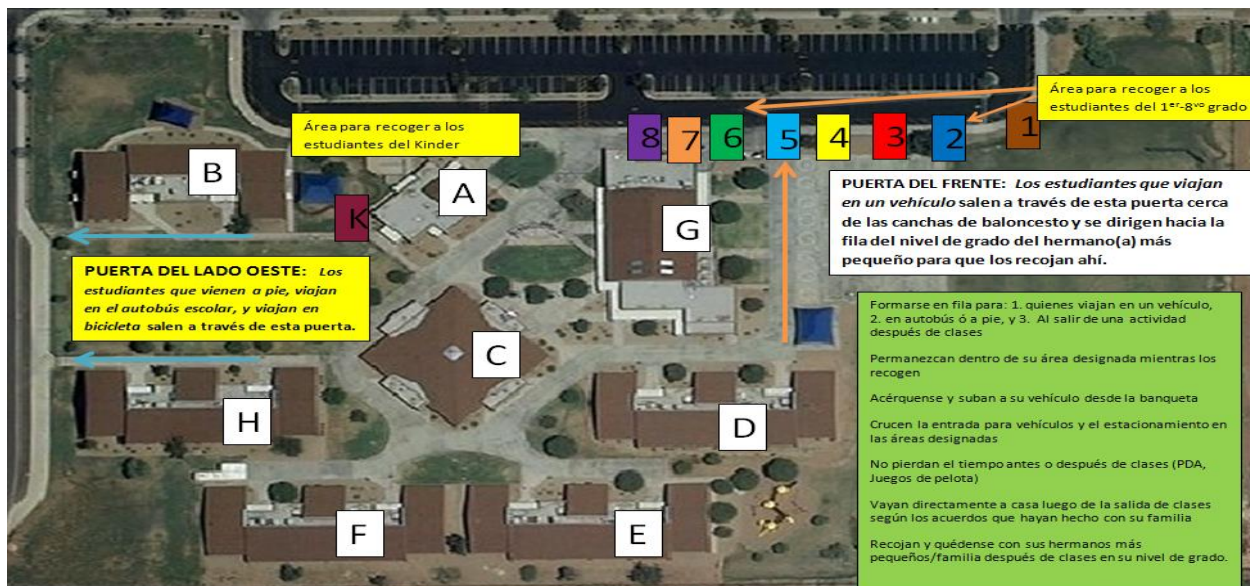 Área para recoger a los
estudiantes del 1er-8vo grado
Área para recoger a los
estudiantes del Kinder
8
7
6
5
4
3
2
1
B
A
K
G
PUERTA DEL FRENTE: Los estudiantes que viajan
en un vehículo salen a través de esta puerta cerca
de las canchas de baloncesto y se dirigen hacia la
fila del nivel de grado del hermano(a) más
pequeño para que los recojan ahí.
PUERTA DEL LADO OESTE: Los
estudiantes que vienen a pie, viajan
en el autobús escolar, y viajan en
bicicleta salen a través de esta puerta.
C
H
D
F
E
Formarse en fila para: 1. quienes viajan en un vehículo,
2. en autobús ó a pie, y 3. Al salir de una actividad
después de clases
Permanezcan dentro de su área designada mientras los
recogen
Acérquense y suban a su vehículo desde la banqueta
Crucen la entrada para vehículos y el estacionamiento en
las áreas designadas
No pierdan el tiempo antes o después de clases (PDA,
Juegos de pelota)
Vayan directamente a casa luego de la salida de clases
según los acuerdos que hayan hecho con su familia
Recojan y quédense con sus hermanos más
pequeños/familia después de clases en su nivel de grado.